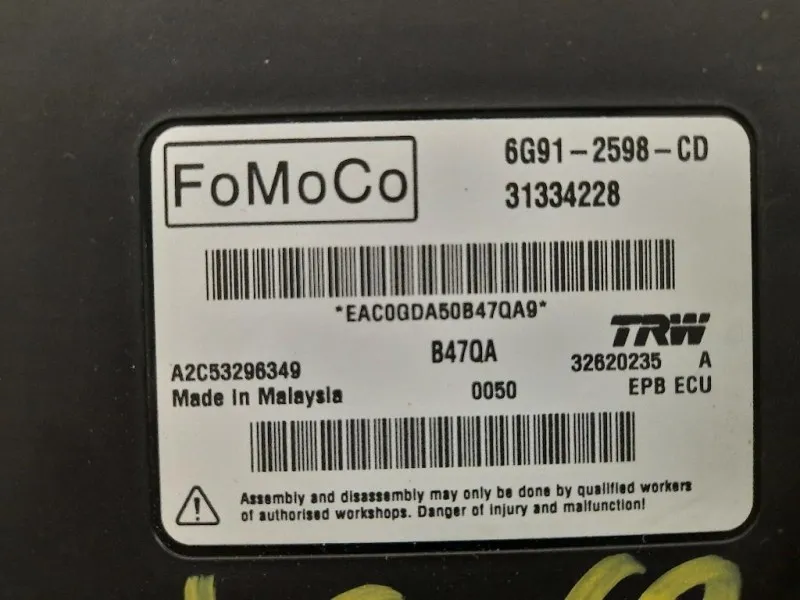 FoMoCo
6G91-2598-CD
31334228
*EAC0GDA50B47QA9*
TRW
B47QA
32620235 A
A2C53296349
Made in Malaysia
0050
EPB ECU
Assembly and disassembly may only be done by qualified workers
of authorised workshops. Danger of injury and malfunction!